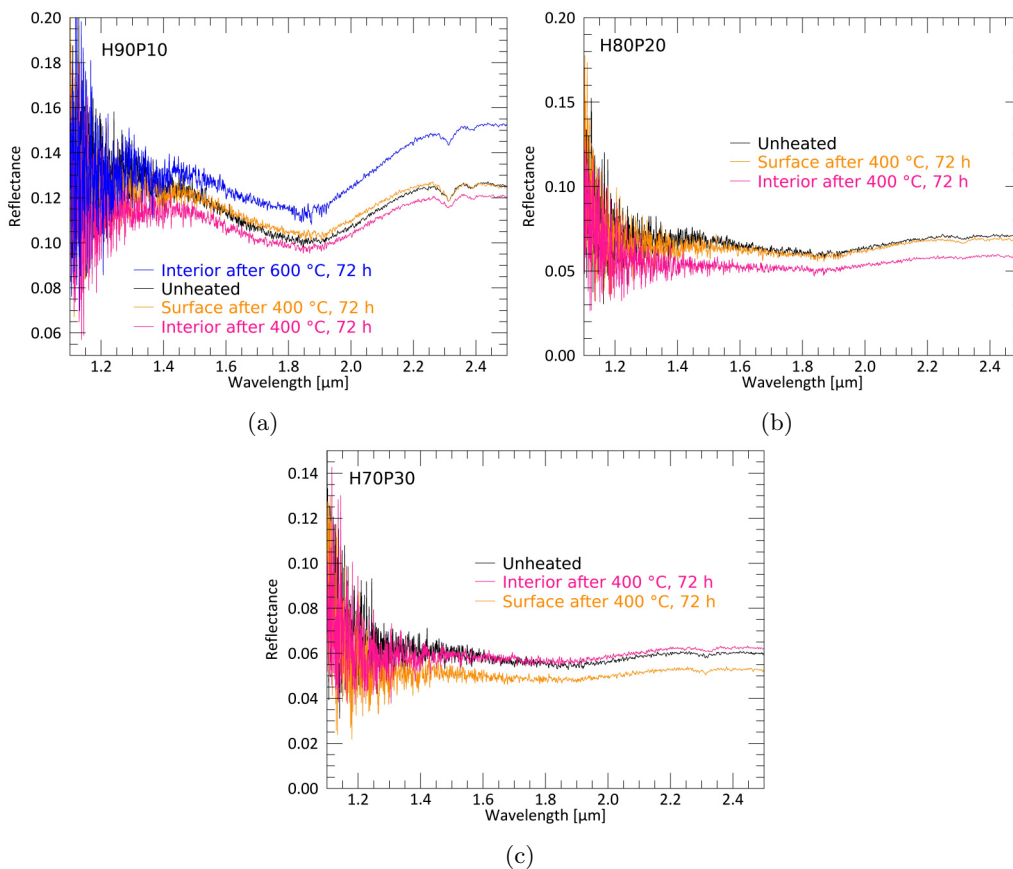 H90P10
0.20
0.18
0.16
0.14
0.12
0.10
0.08
0.06
Reflectance
Interior after 600 °C, 72 h
Unheated
Surface after 400 °C, 72 h
Interior after 400 °C, 72 h
1.2 1.4 1.6 1.8 2.0 2.2 2.4
Wavelength [µm]
(a)
H80P20
0.20
0.15
0.10
0.05
0.00
Reflectance
Unheated
Surface after 400 °C, 72 h
Interior after 400 °C, 72 h
1.2 1.4 1.6 1.8 2.0 2.2 2.4
Wavelength [µm]
(b)
H70P30
0.14
0.12
0.10
0.08
0.06
0.04
0.02
0.00
Reflectance
Unheated
Interior after 400 °C, 72 h
Surface after 400 °C, 72 h
1.2 1.4 1.6 1.8 2.0 2.2 2.4
Wavelength [µm]
(c)